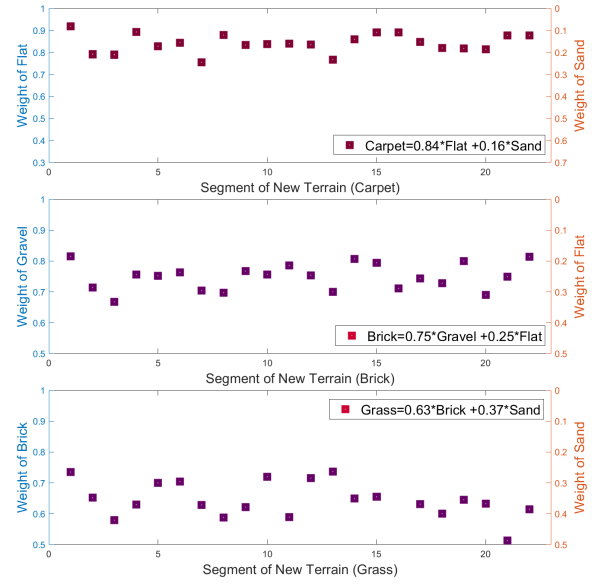 1 0
0.9 0.1
0.8 0.2
0.7 0.3
0.6 0.4
0.5 0.5
0.4 0.6
0.3 0.7
Weight of Flat
Weight of Sand
Carpet=0.84*Flat +0.16*Sand
0 5 10 15 20
Segment of New Terrain (Carpet)
1 0
0.9 0.1
0.8 0.2
0.7 0.3
0.6 0.4
0.5 0.5
Weight of Gravel
Weight of Flat
Brick=0.75*Gravel +0.25*Flat
0 5 10 15 20
Segment of New Terrain (Brick)
1 0
0.9 0.1
0.8 0.2
0.7 0.3
0.6 0.4
0.5 0.5
Weight of Brick
Weight of Sand
Grass=0.63*Brick +0.37*Sand
0 5 10 15 20
Segment of New Terrain (Grass)